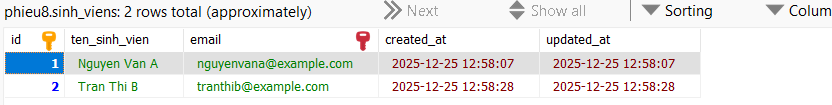 phieu8.sinh_viens: 2 rows total (approximately) Next Show all Sorting Colum
id ten_sinh_vien email created_at updated_at
1 Nguyen Van A nguyenvana@example.com 2025-12-25 12:58:07 2025-12-25 12:58:07
2 Tran Thi B tranthib@example.com 2025-12-25 12:58:28 2025-12-25 12:58:28